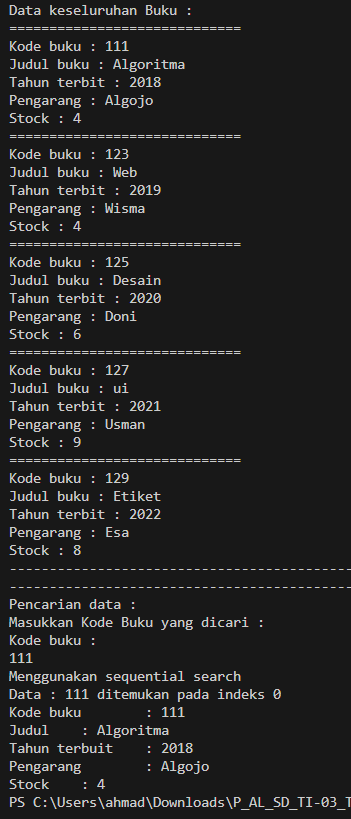 Data keseluruhan Buku :
=============================
Kode buku : 111
Judul buku : Algoritma
Tahun terbit : 2018
Pengarang : Algojo
Stock : 4
=============================
Kode buku : 123
Judul buku : Web
Tahun terbit : 2019
Pengarang : Wisma
Stock : 4
=============================
Kode buku : 125
Judul buku : Desain
Tahun terbit : 2020
Pengarang : Doni
Stock : 6
=============================
Kode buku : 127
Judul buku : ui
Tahun terbit : 2021
Pengarang : Usman
Stock : 9
=============================
Kode buku : 129
Judul buku : Etiket
Tahun terbit : 2022
Pengarang : Esa
Stock : 8
-------------------------------------------
-------------------------------------------
Pencarian data :
Masukkan Kode Buku yang dicari :
Kode buku :
111
Menggunakan sequential search
Data : 111 ditemukan pada indeks 0
Kode buku        : 111
Judul    : Algoritma
Tahun terbuit    : 2018
Pengarang        : Algojo
Stock    : 4
PS C:\Users\ahmad\Downloads\P_AL_SD_TI-03_T